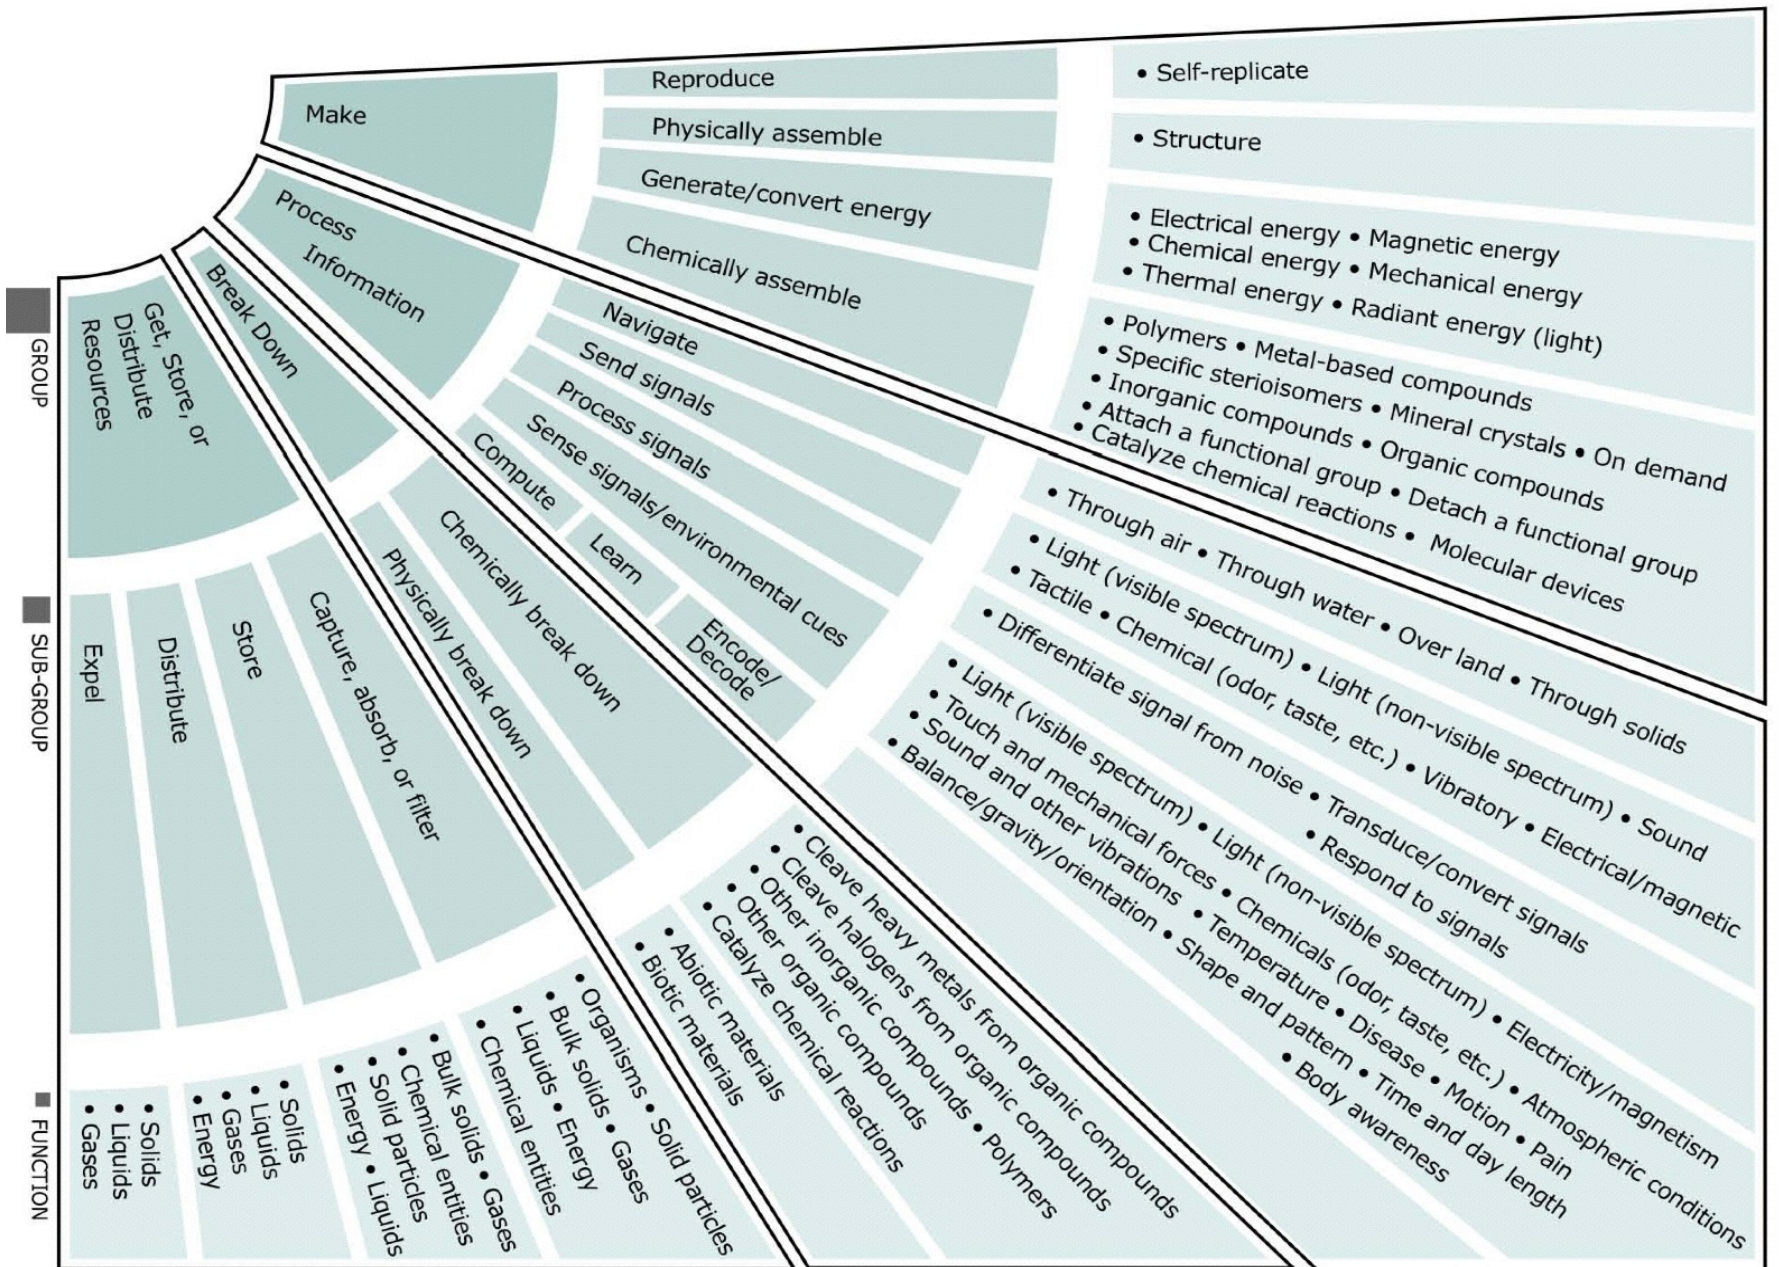 Make
Reproduce
• Self-replicate
Physically assemble
• Structure
Generate/convert energy
• Electrical energy • Magnetic energy
• Chemical energy • Mechanical energy
• Thermal energy • Radiant energy (light)
Chemically assemble
• Polymers • Metal-based compounds
• Specific sterioisomers • Mineral crystals • On demand
• Inorganic compounds • Organic compounds
• Attach a functional group • Detach a functional group
• Catalyze chemical reactions • Molecular devices
Process
Information
Navigate
• Through air • Through water • Over land • Through solids
Send signals
• Light (visible spectrum) • Light (non-visible spectrum) • Sound
• Tactile • Chemical (odor, taste, etc.) • Vibratory • Electrical/magnetic
Process signals
• Differentiate signal from noise • Transduce/convert signals
• Respond to signals
Sense signals/environmental cues
• Light (visible spectrum) • Light (non-visible spectrum) • Electricity/magnetism
• Touch and mechanical forces • Chemicals (odor, taste, etc.) • Atmospheric conditions
• Sound and other vibrations • Temperature • Disease • Motion • Pain
• Balance/gravity/orientation • Shape and pattern • Time and day length
• Body awareness
Compute
Learn
Encode/
Decode
Break Down
Chemically break down
• Cleave heavy metals from organic compounds
• Cleave halogens from organic compounds
• Other inorganic compounds • Polymers
• Other organic compounds
• Catalyze chemical reactions
Physically break down
• Abiotic materials
• Biotic materials
Get, Store, or
Distribute
Resources
Capture, absorb, or filter
• Organisms • Solid particles
• Bulk solids • Gases
• Liquids • Energy
• Chemical entities
Store
• Bulk solids • Gases
• Chemical entities
• Solid particles
• Energy • Liquids
Distribute
• Solids
• Liquids
• Gases
• Energy
Expel
• Solids
• Liquids
• Gases
GROUP
SUB-GROUP
FUNCTION